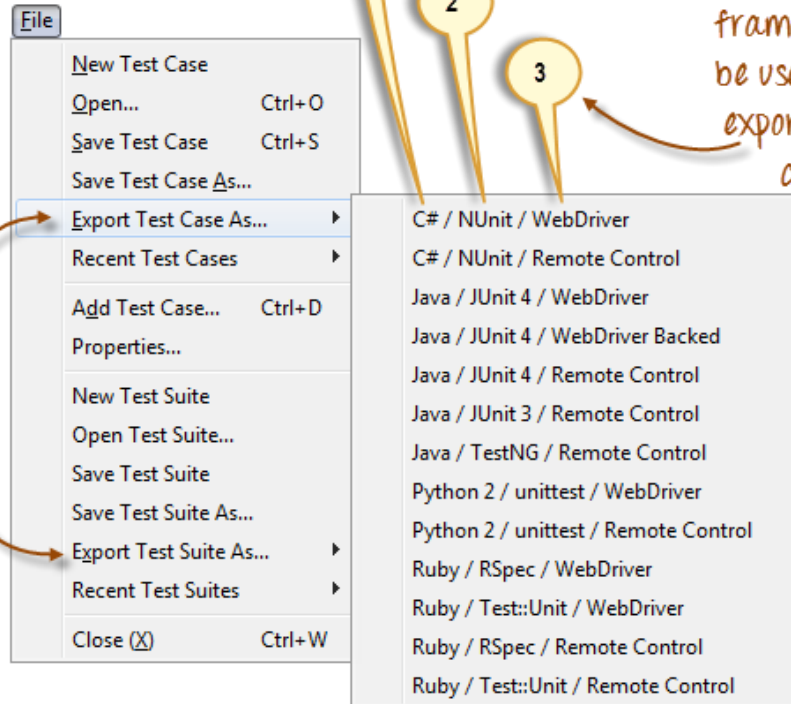 File
2
3
fram
be us
expor
New Test Case
Open... Ctrl+O
Save Test Case Ctrl+S
Save Test Case As...
Export Test Case As...
Recent Test Cases
Add Test Case... Ctrl+D
Properties...
New Test Suite
Open Test Suite...
Save Test Suite
Save Test Suite As...
Export Test Suite As...
Recent Test Suites
Close (X) Ctrl+W
C# / NUnit / WebDriver
C# / NUnit / Remote Control
Java / JUnit 4 / WebDriver
Java / JUnit 4 / WebDriver Backed
Java / JUnit 4 / Remote Control
Java / JUnit 3 / Remote Control
Java / TestNG / Remote Control
Python 2 / unittest / WebDriver
Python 2 / unittest / Remote Control
Ruby / RSpec / WebDriver
Ruby / Test::Unit / WebDriver
Ruby / RSpec / Remote Control
Ruby / Test::Unit / Remote Control